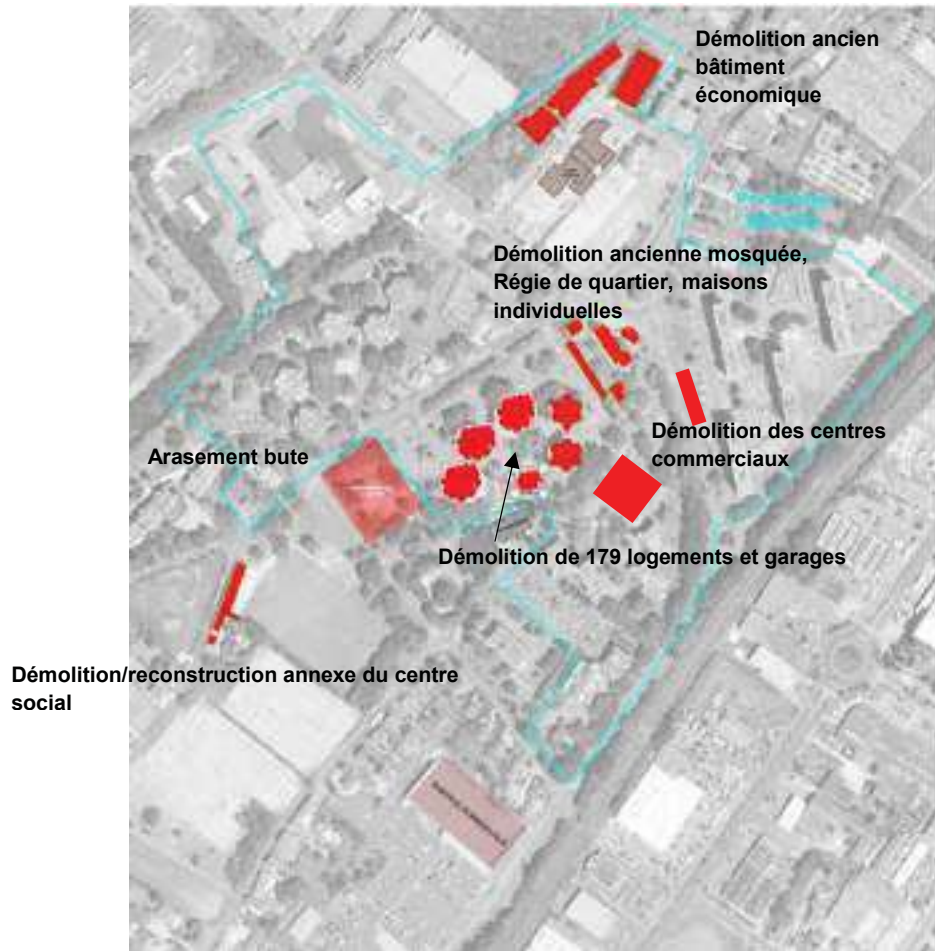 Démolition ancien
bâtiment
économique
Démolition ancienne mosquée,
Régie de quartier, maisons
individuelles
Démolition des centres
commerciaux
Arasement bute
Démolition de 179 logements et garages
Démolition/reconstruction annexe du centre
social